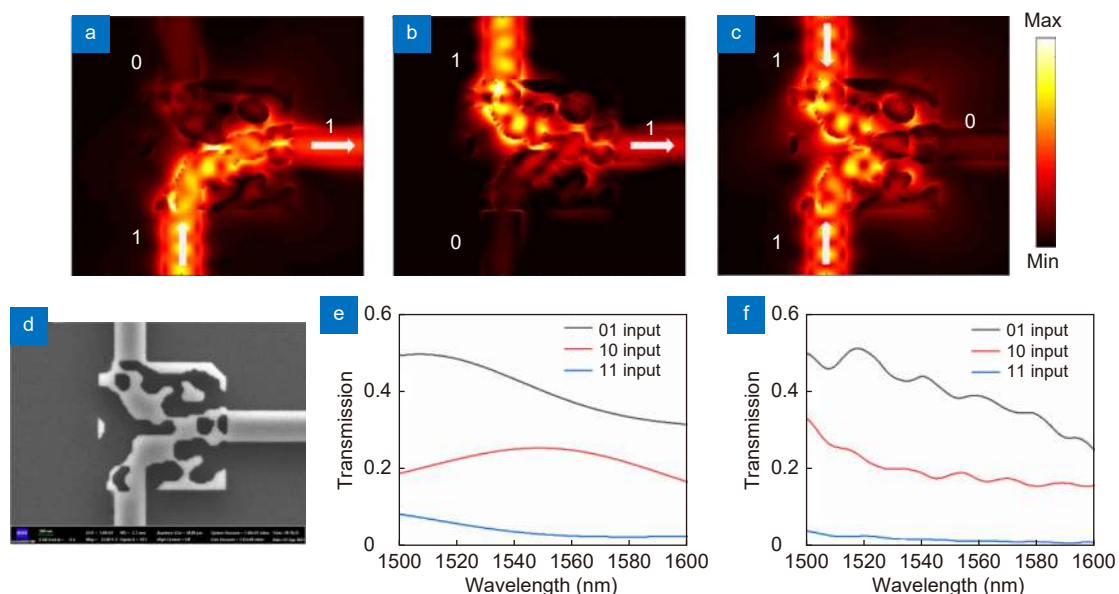 a
0
1
1
b
1
1
0
c
1
0
1
Max
Min
d
e
0.6
0.4
0.2
0
Transmission
01 input
10 input
11 input
1500 1520 1540 1560 1580 1600
Wavelength (nm)
f
0.6
0.4
0.2
0
Transmission
01 input
10 input
11 input
1500 1520 1540 1560 1580 1600
Wavelength (nm)